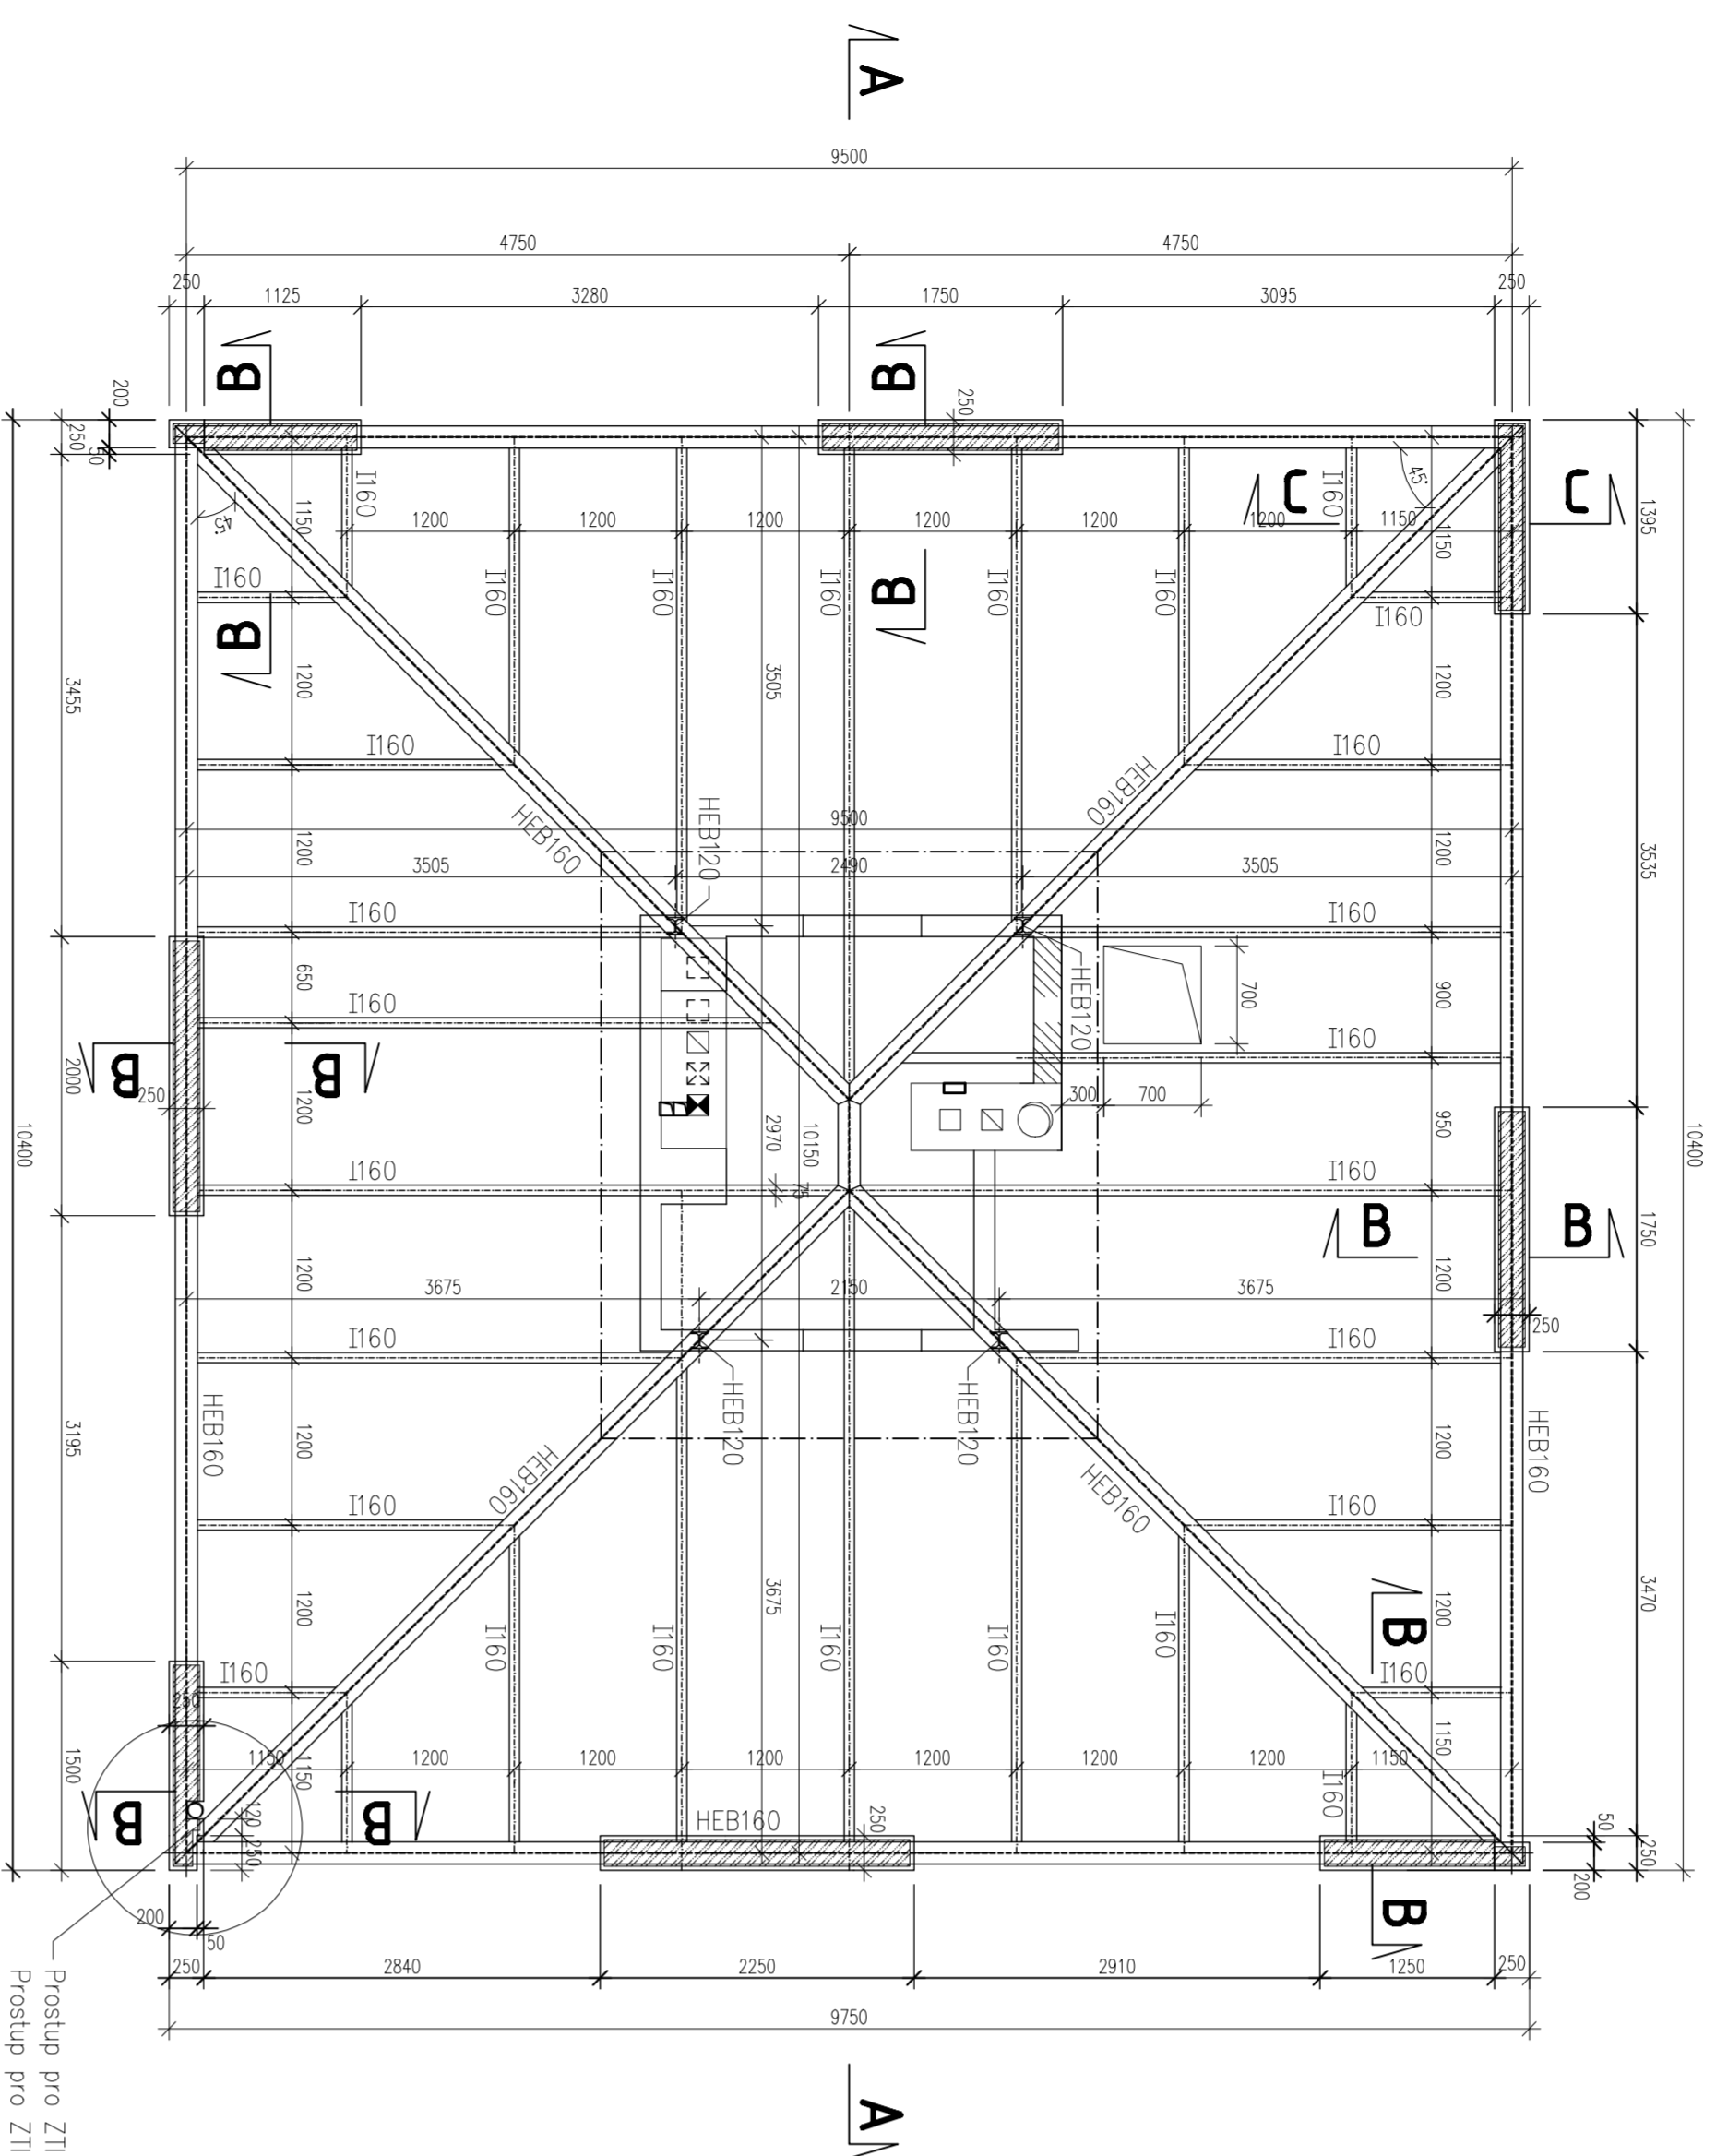 A
9500
4750
4750
250
1125
3280
1750
3095
250
B
B
200
250
50
250
45°
45°
C
C
1395
10400
I160
1150
1200
1200
1200
1200
1200
1200
1150
I160
1150
1150
B
I160
I160
I160
I160
I160
B
I160
I160
B
3455
1200
3505
1200
3535
I160
I160
HEB160
HEB160
HEB120
9500
1200
1200
3505
2490
3505
I160
I160
650
HEB120
700
900
I160
I160
B
B
2000
250
1200
300
700
950
2970
10150
75
10400
I160
I160
B
B
1750
1200
3675
2150
3675
1200
250
I160
I160
HEB120
HEB120
HEB160
HEB160
3195
1200
HEB160
HEB160
1200
3470
I160
I160
1200
3675
1200
B
I160
I160
I160
I160
I160
I160
I160
250
1500
1150
1150
1200
1200
1200
1200
1200
1200
1150
1150
I160
B
B
120
250
HEB160
250
50
250
200
B
200
50
250
2840
2250
2910
1250
250
9750
Prostup pro ZTI
Prostup pro ZTI
A